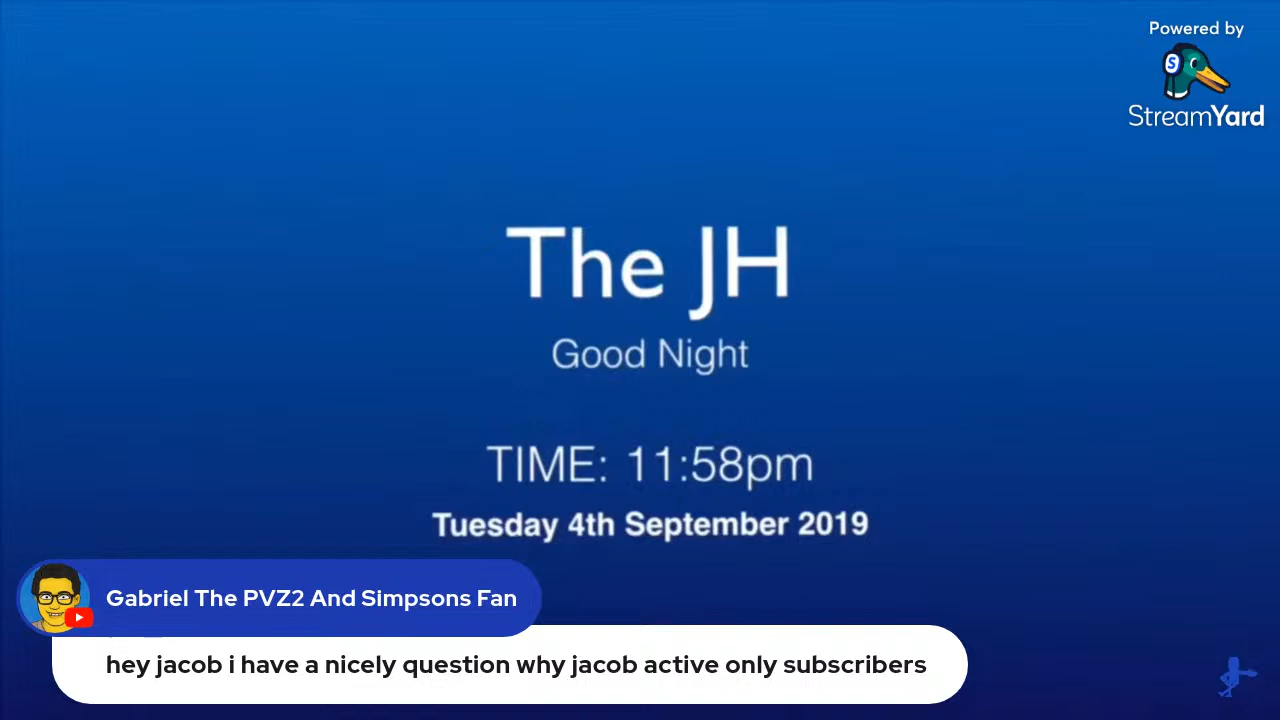 Powered by
S
StreamYard
The JH
Good Night
TIME: 11:58pm
Tuesday 4th September 2019
Gabriel The PVZ2 And Simpsons Fan
hey jacob i have a nicely question why jacob active only subscribers